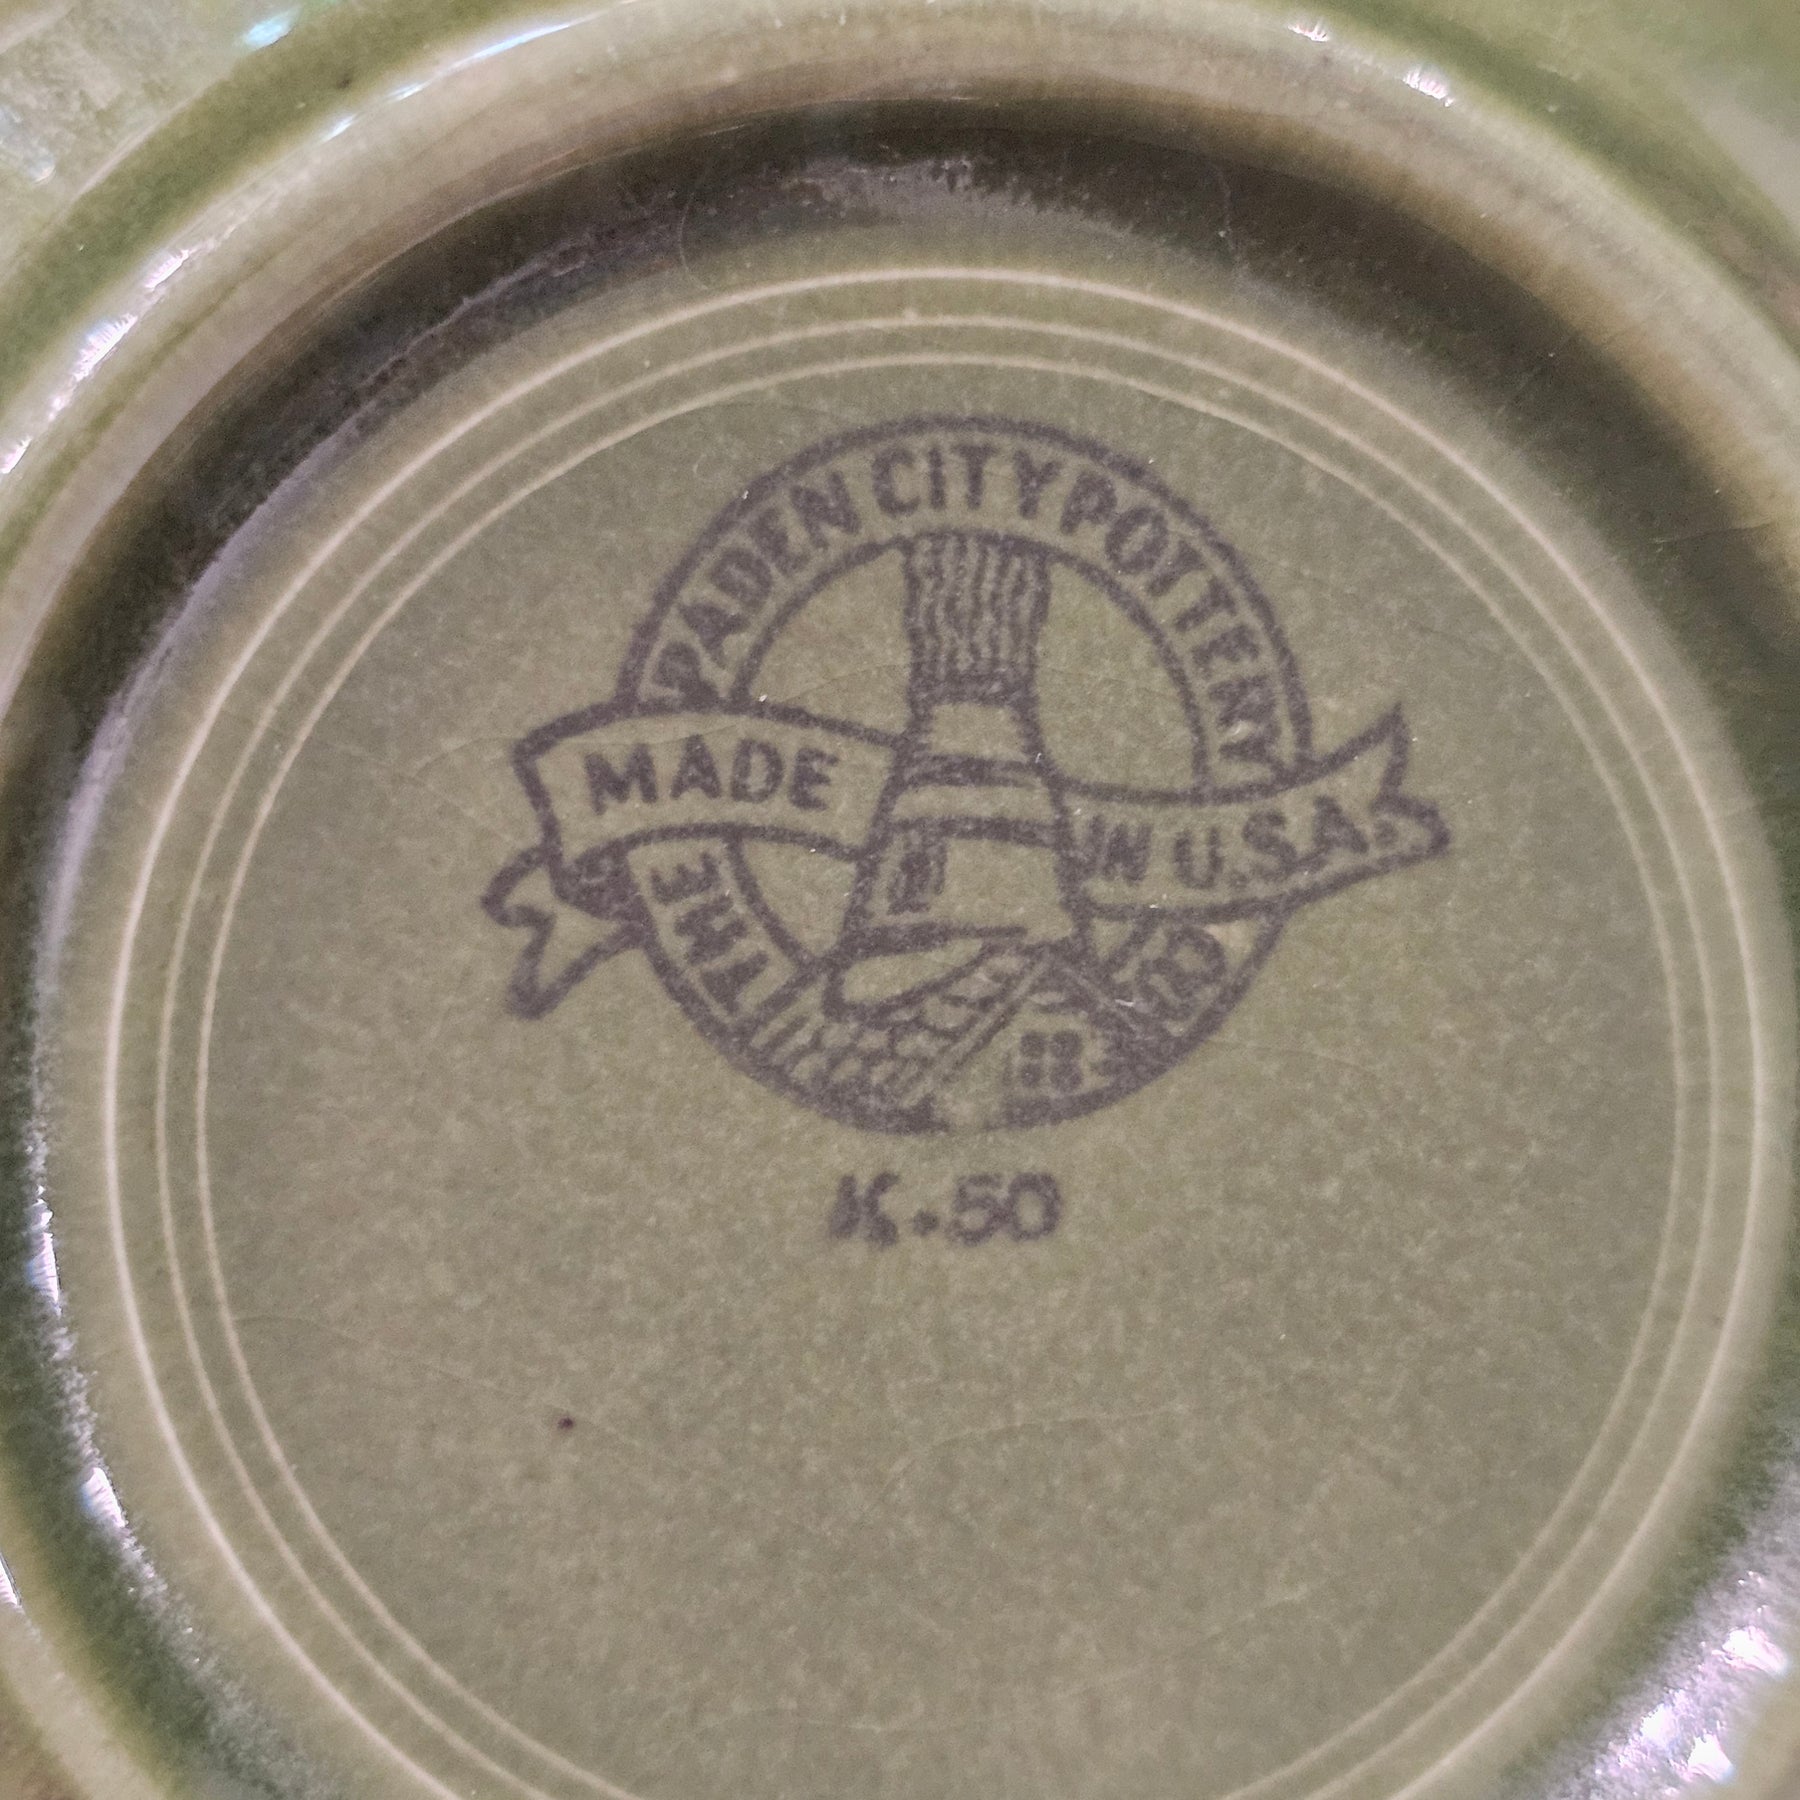 THE PADEN CITY POTTERY CO
MADE IN U.S.A.
K.50